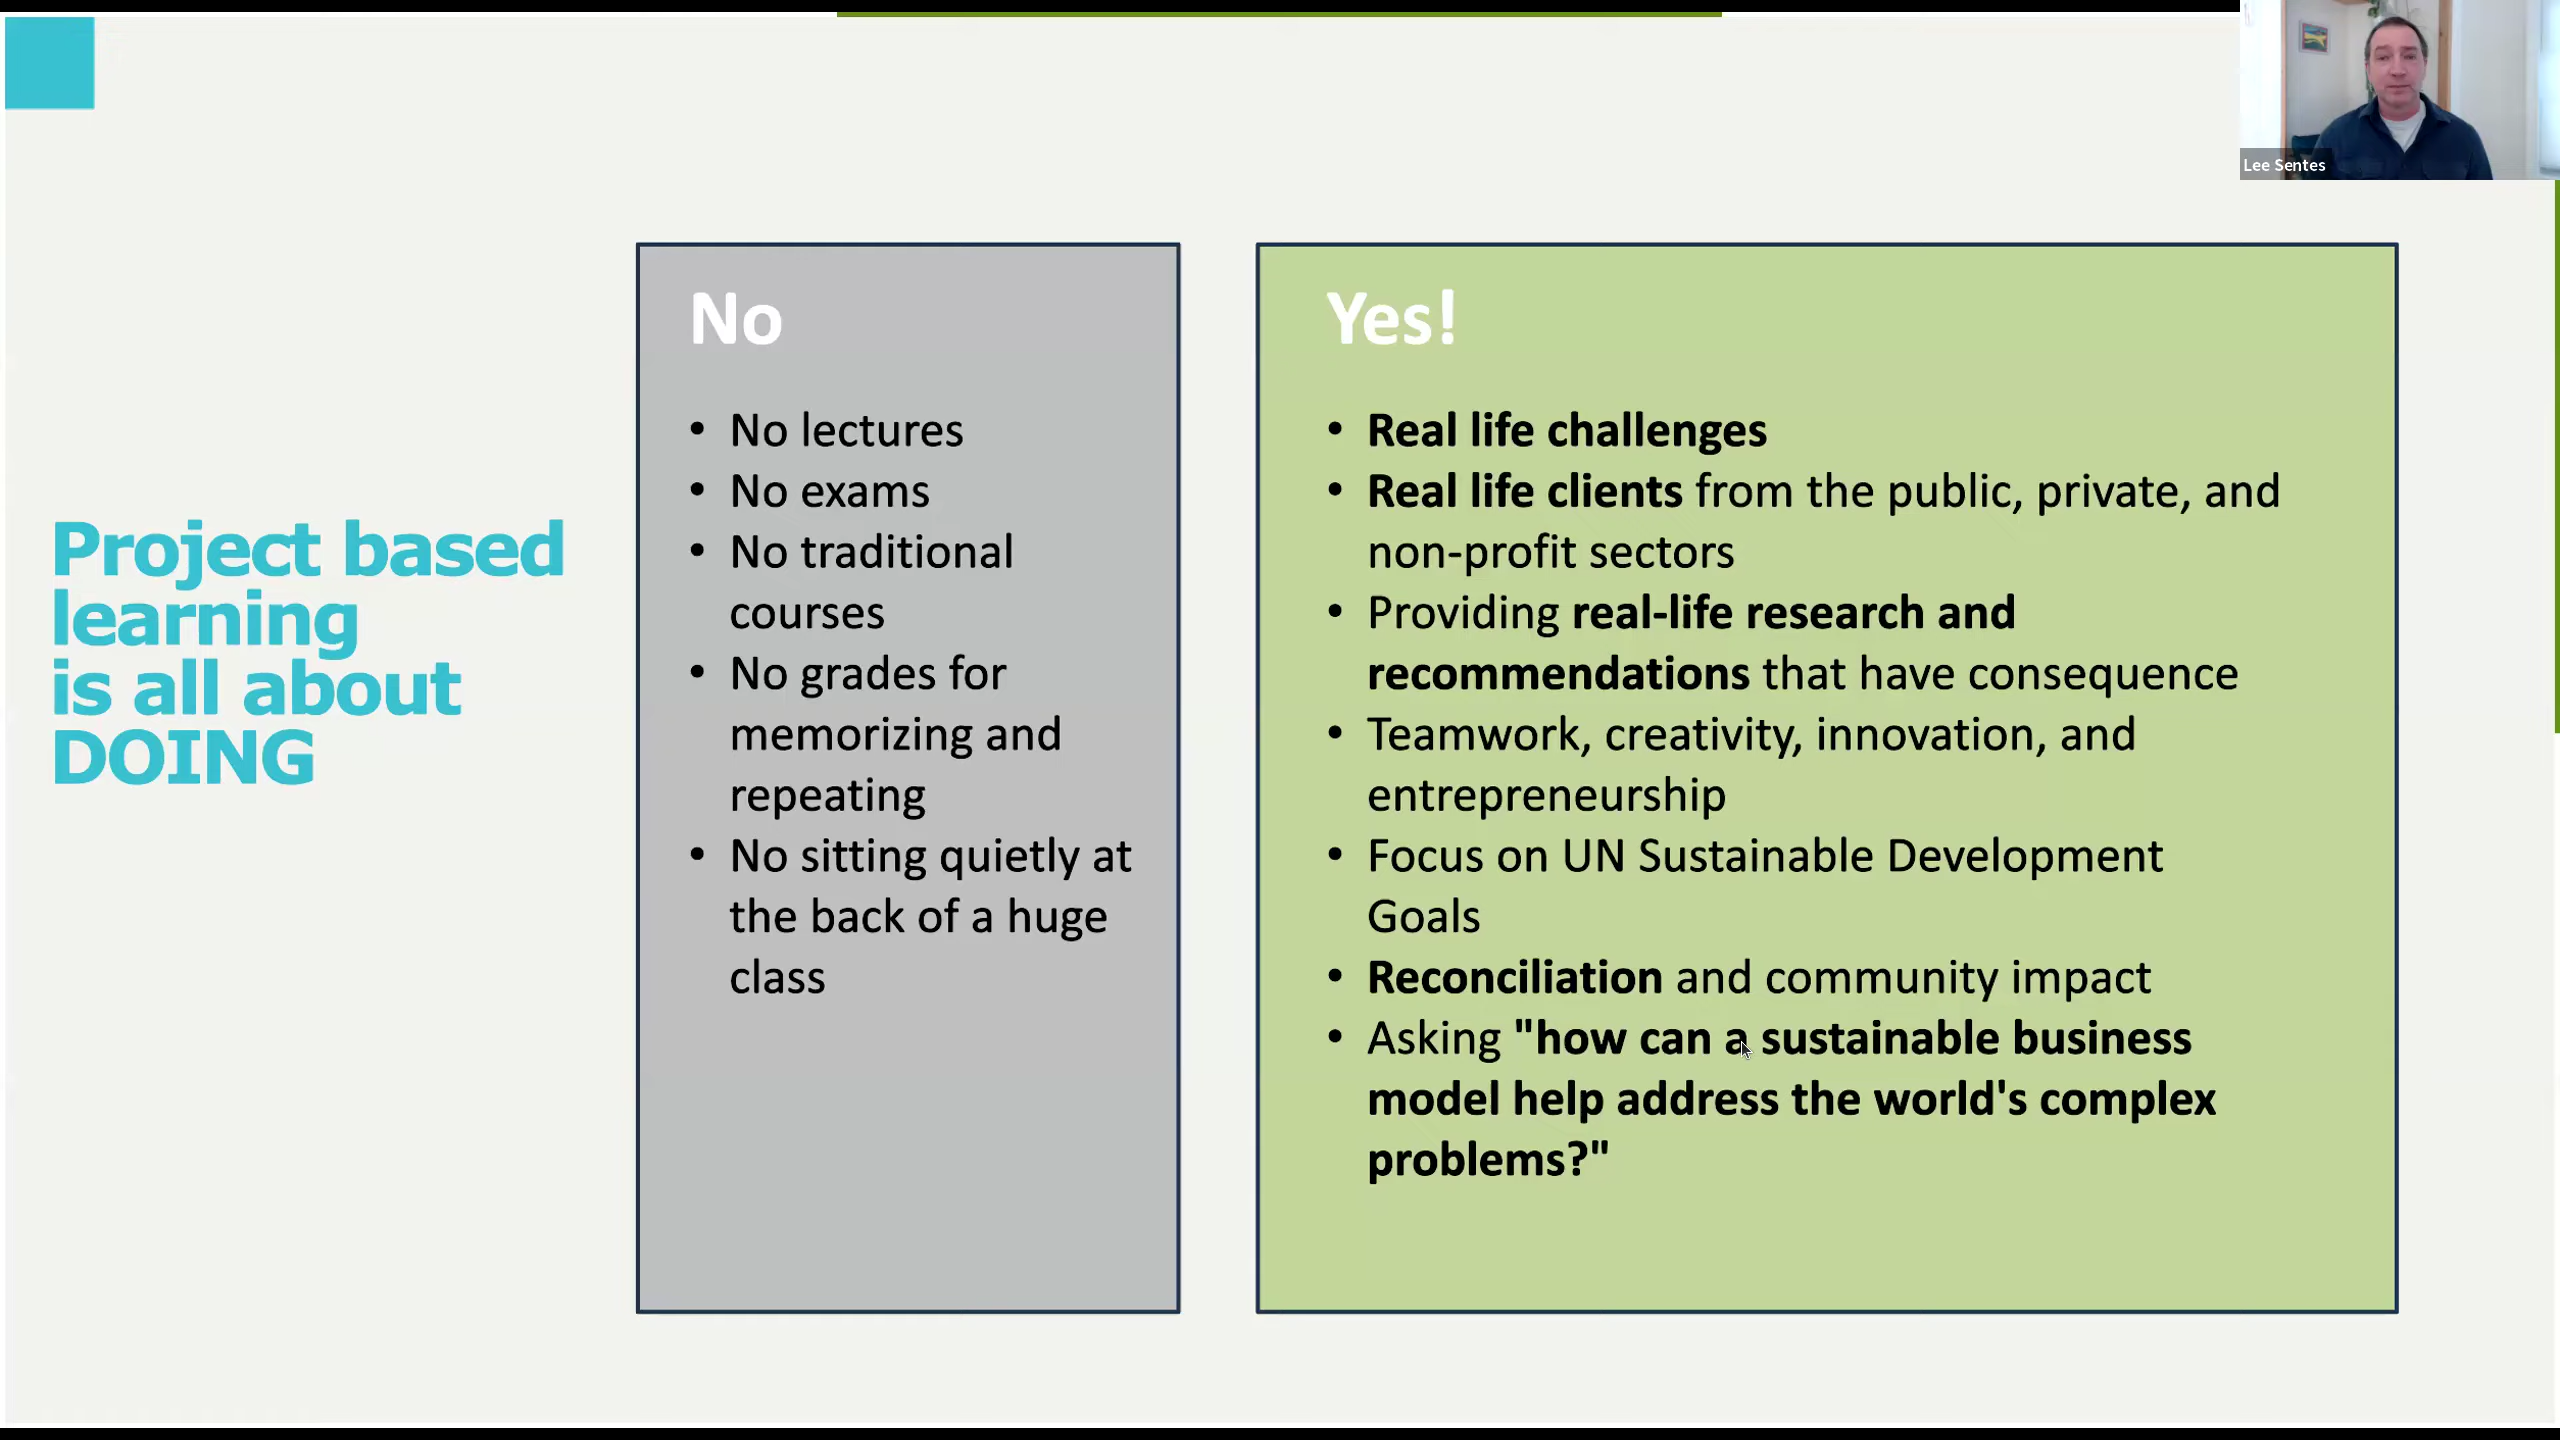 Lee Sentes
Project based
learning
is all about
DOING
No
• No lectures
• No exams
• No traditional
courses
• No grades for
memorizing and
repeating
• No sitting quietly at
the back of a huge
class
Yes!
• Real life challenges
• Real life clients from the public, private, and
non-profit sectors
• Providing real-life research and
recommendations that have consequence
• Teamwork, creativity, innovation, and
entrepreneurship
• Focus on UN Sustainable Development
Goals
• Reconciliation and community impact
• Asking "how can a sustainable business
model help address the world's complex
problems?"